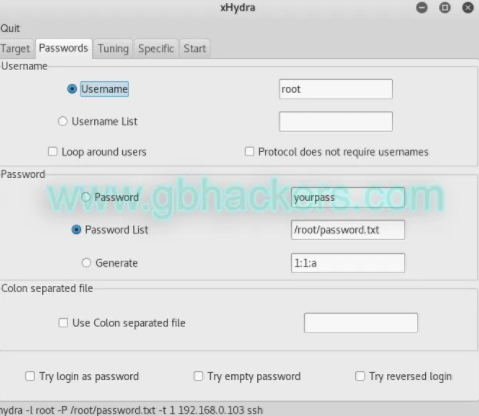 xHydra
Quit
Target Passwords Tuning Specific Start
Username
Username root
Username List
Loop around users Protocol does not require usernames
Password
www.gbhackers.com
Password yourpass
Password List /root/password.txt
Generate 1:1:a
Colon separated file
Use Colon separated file
Try login as password Try empty password Try reversed login
hydra -l root -P /root/password.txt -t 1 192.168.0.103 ssh